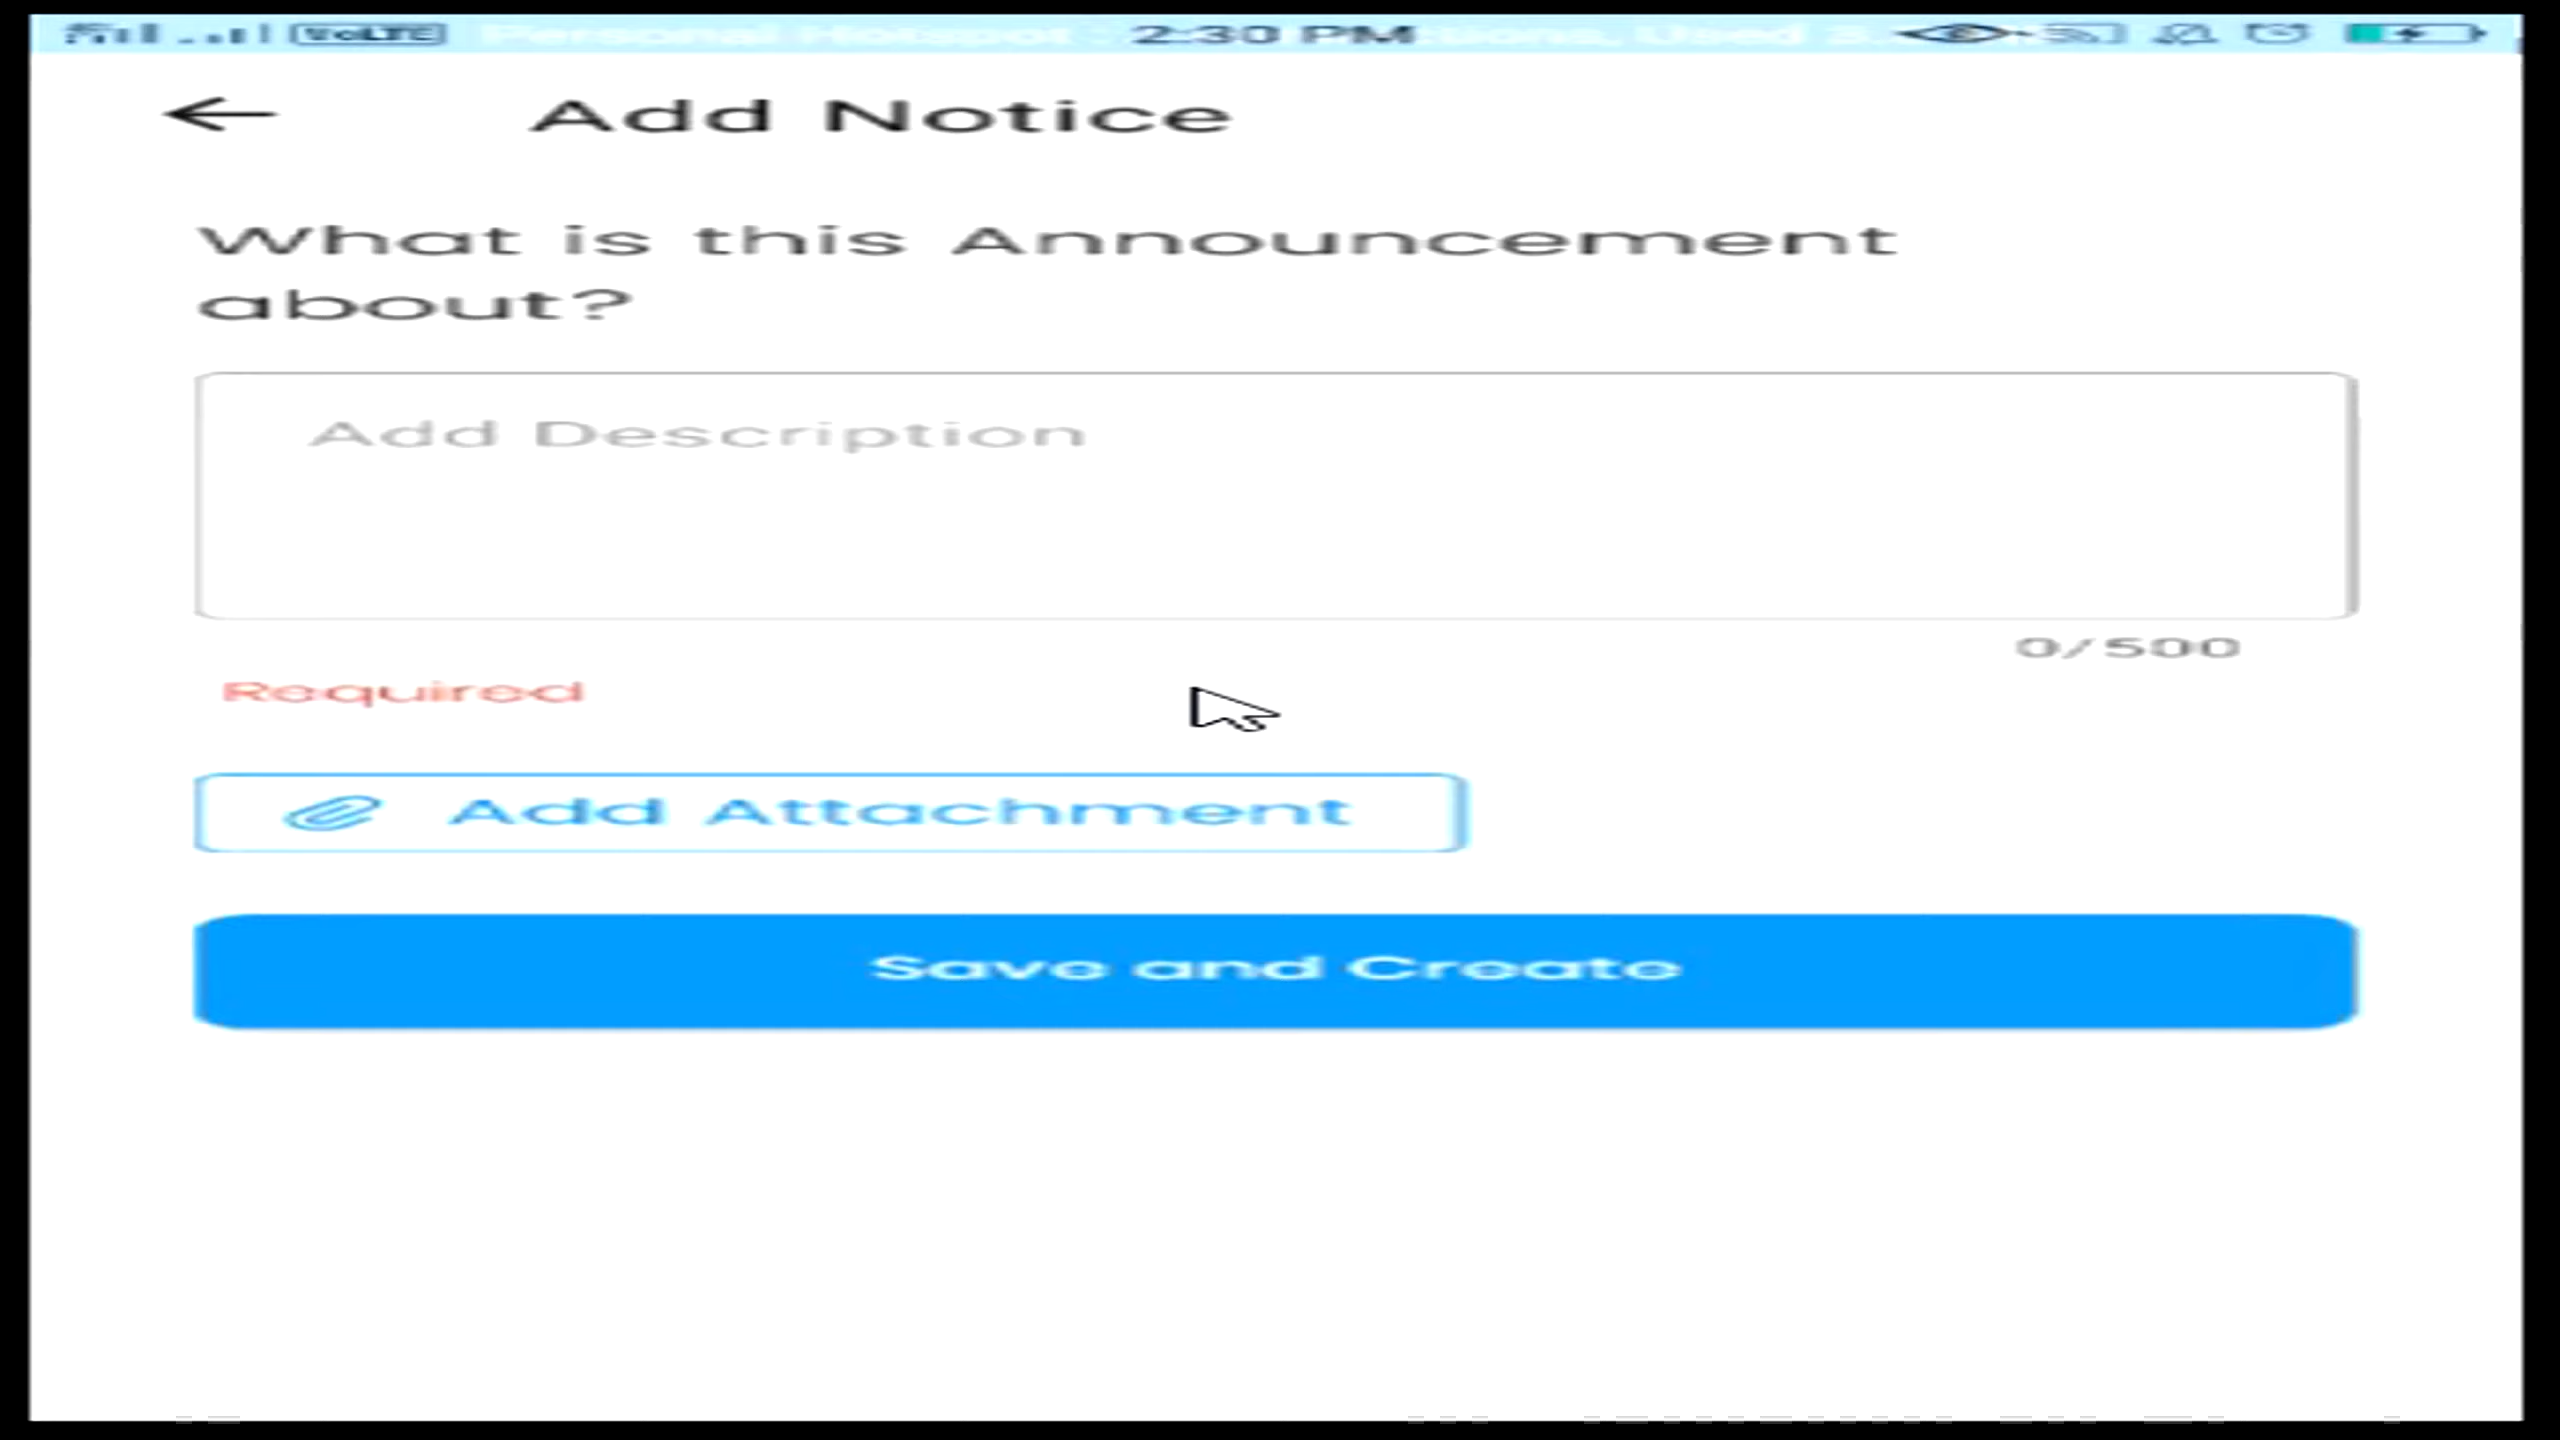 VoLTE 2:30 PM
Add Notice
What is this Announcement
about?
Add Description
0/500
Required
Add Attachment
Save and Create